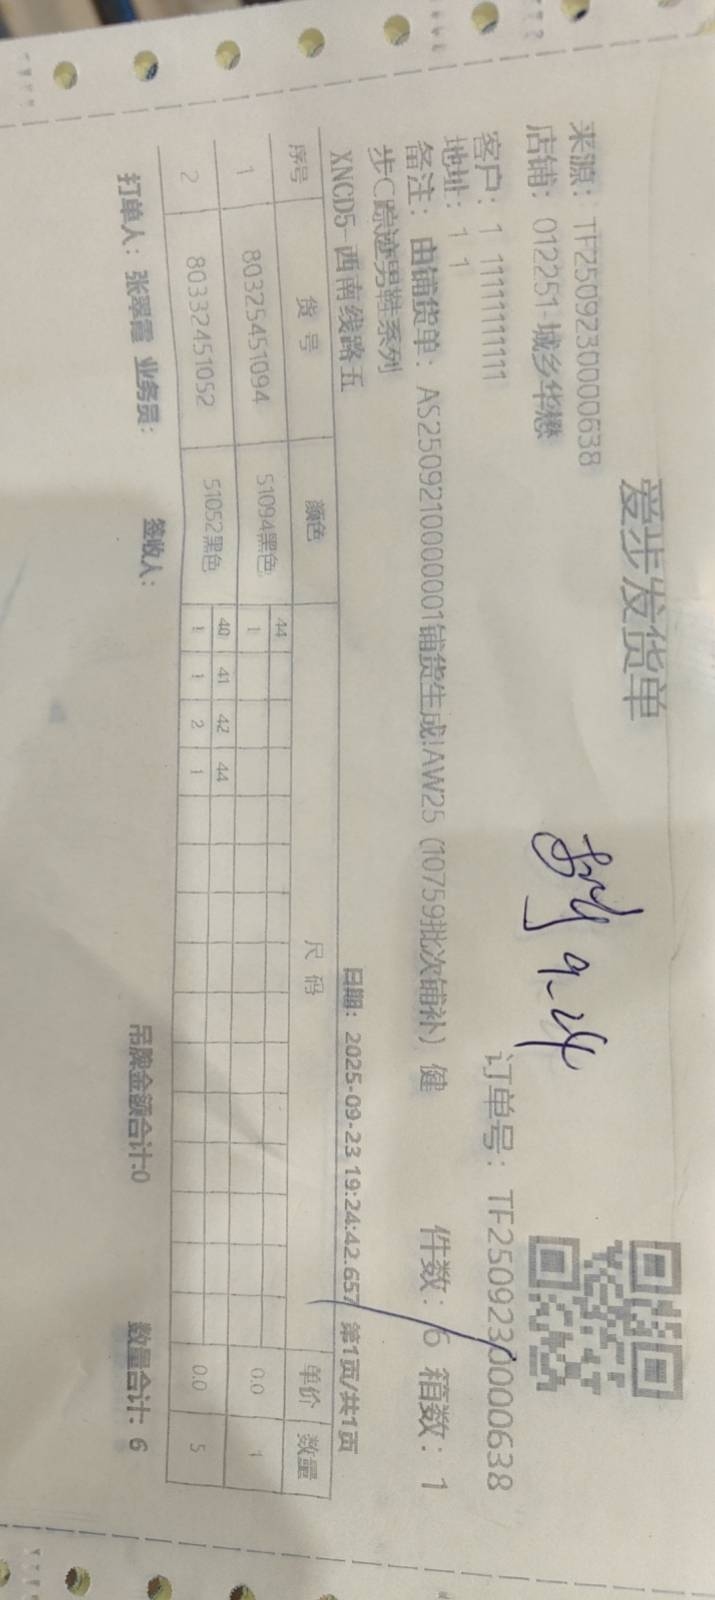 爱步发货单
来源：TF2509230000638
店铺：012251-城乡华懋
客户：1 11111111111
订单号：TF2509230000638
地址：1 1
备注：由铺货单：AS2509210000001铺货生成!AW25（10759批次铺补）健
步C踪迹男鞋系列
件数：6 箱数：1
XNCD5-西南线路五
日期：2025-09-23 19:24:42.657 第1页/共1页
序号 货号 颜色 尺码 单价 数量
44
1 80325451094 51094黑色 1 0.0 1
40 41 42 44
2 80332451052 51052黑色 1 1 2 1 0.0 5
打单人：张翠霞 业务员： 签收人： 吊牌金额合计:0 数量合计：6
9.24